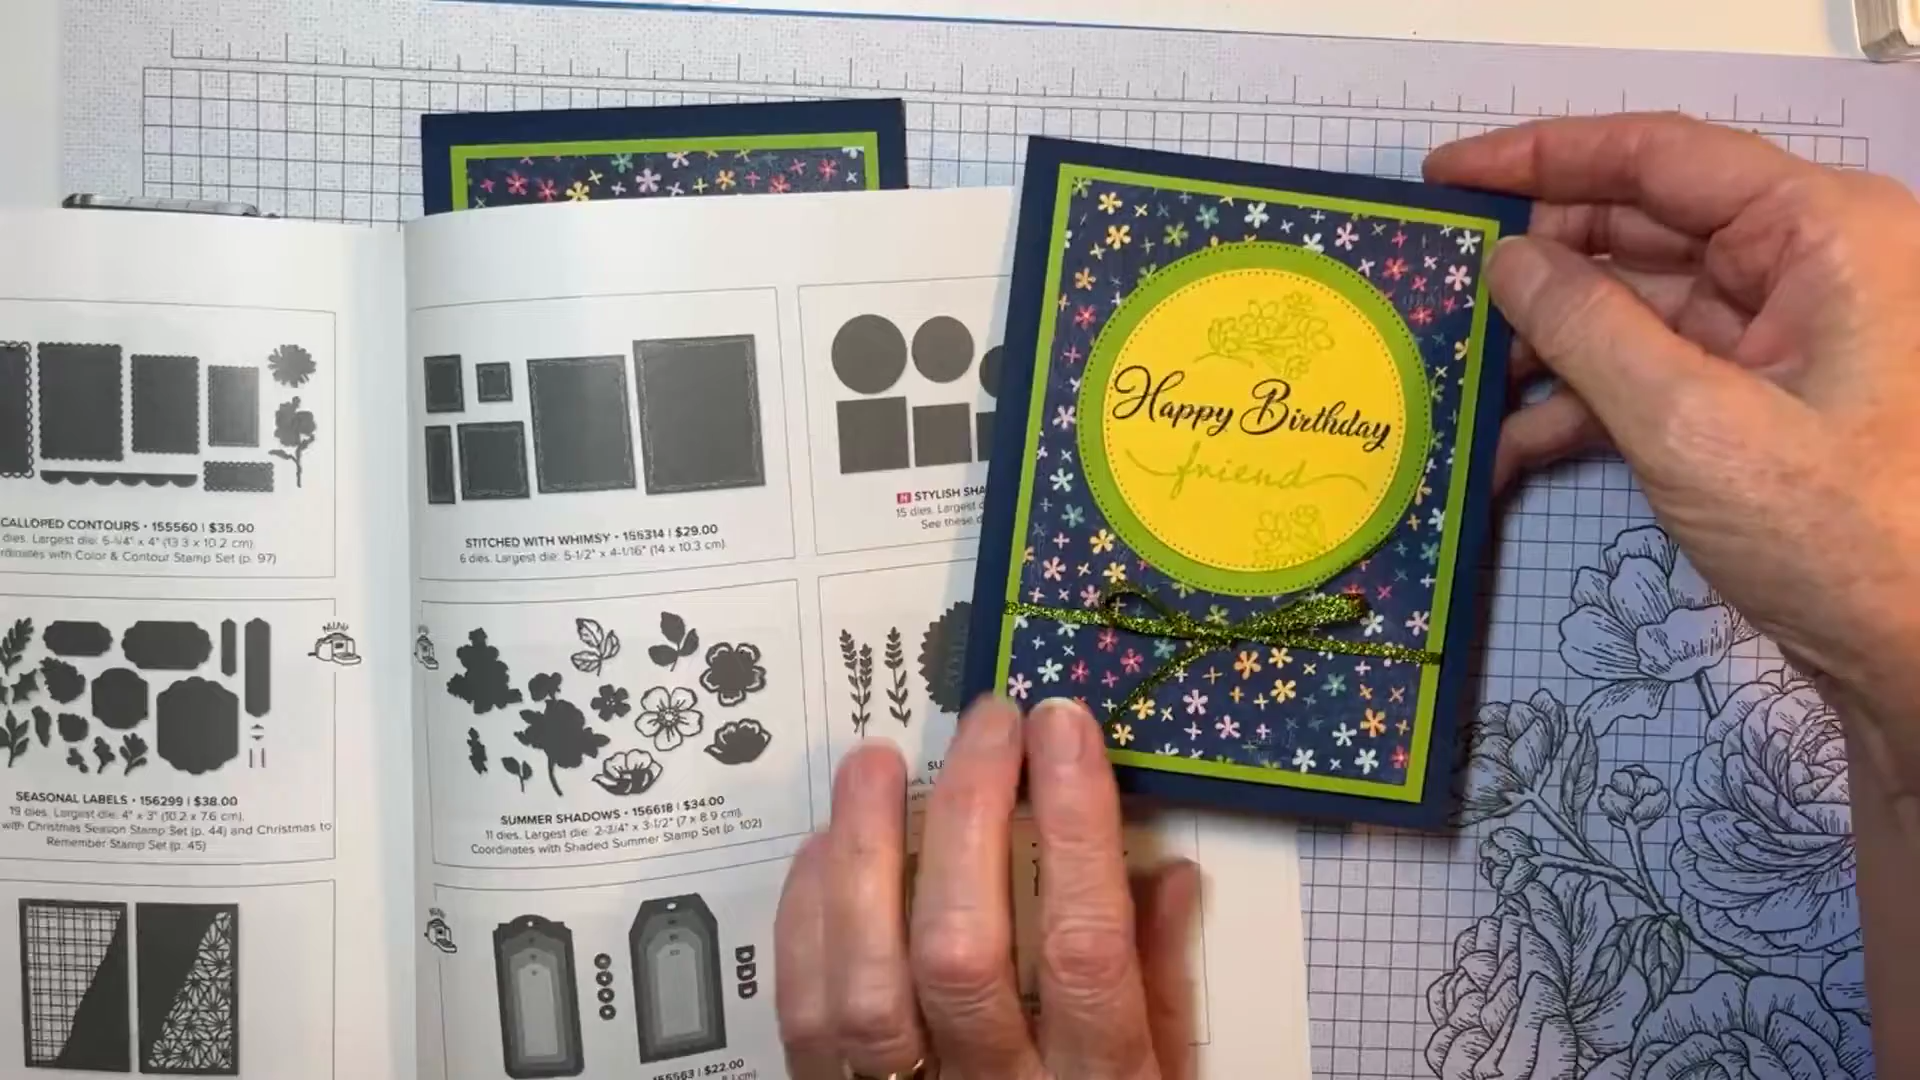 CALLOPED CONTOURS • 155560 | $35.00
dies. Largest die: 5-1/4" x 4" (13.3 x 10.2 cm).
rdinates with Color & Contour Stamp Set (p. 97)
STITCHED WITH WHIMSY • 155314 | $29.00
6 dies. Largest die: 5-1/2" x 4-1/16" (14 x 10.3 cm).
STYLISH SHA
15 dies. Largest
See these d
MINI
SEASONAL LABELS • 156299 | $38.00
19 dies. Largest die: 4" x 3" (10.2 x 7.6 cm).
with Christmas Season Stamp Set (p. 44) and Christmas to
Remember Stamp Set (p. 45)
SUMMER SHADOWS • 156618 | $34.00
11 dies. Largest die: 2-3/4" x 3-1/2" (7 x 8.9 cm).
Coordinates with Shaded Summer Stamp Set (p. 102)
155563 | $22.00
Happy Birthday
friend